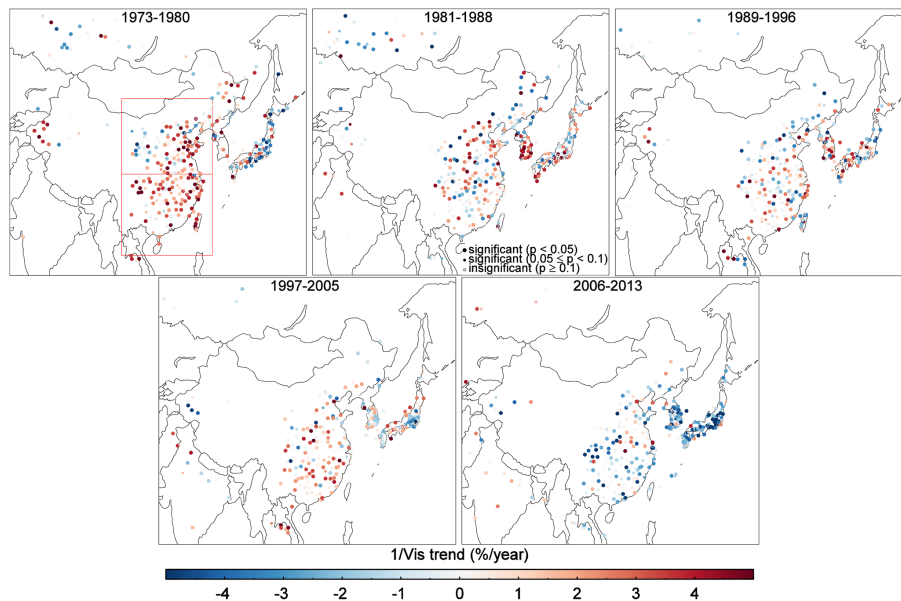 1973-1980
1981-1988
1989-1996
significant (p < 0.05)
significant (0.05 ≤ p < 0.1)
insignificant (p ≥ 0.1)
1997-2005
2006-2013
1/Vis trend (%/year)
-4 -3 -2 -1 0 1 2 3 4